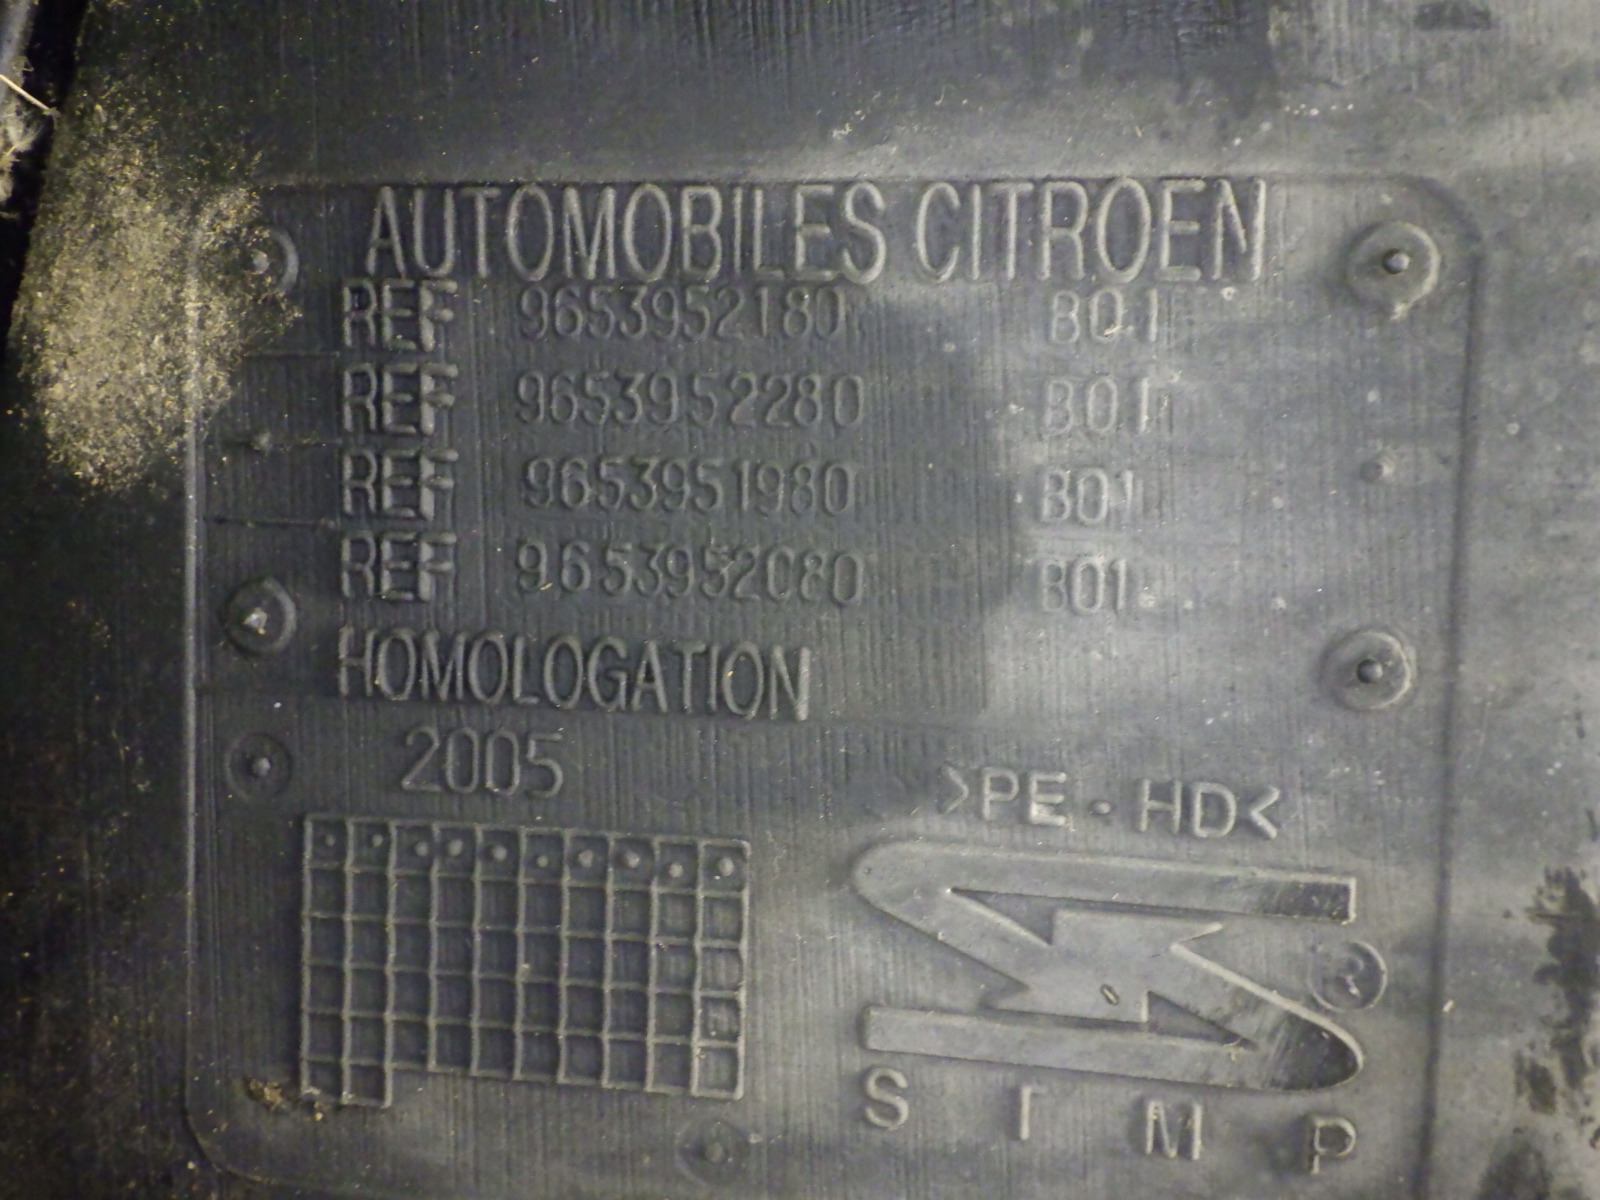 AUTOMOBILES CITROEN
REF 9653952180 B01
REF 9653952280 B01
REF 9653951980 B01
REF 9653952080 B01
HOMOLOGATION
2005
>PE-HD<
R
SIMP